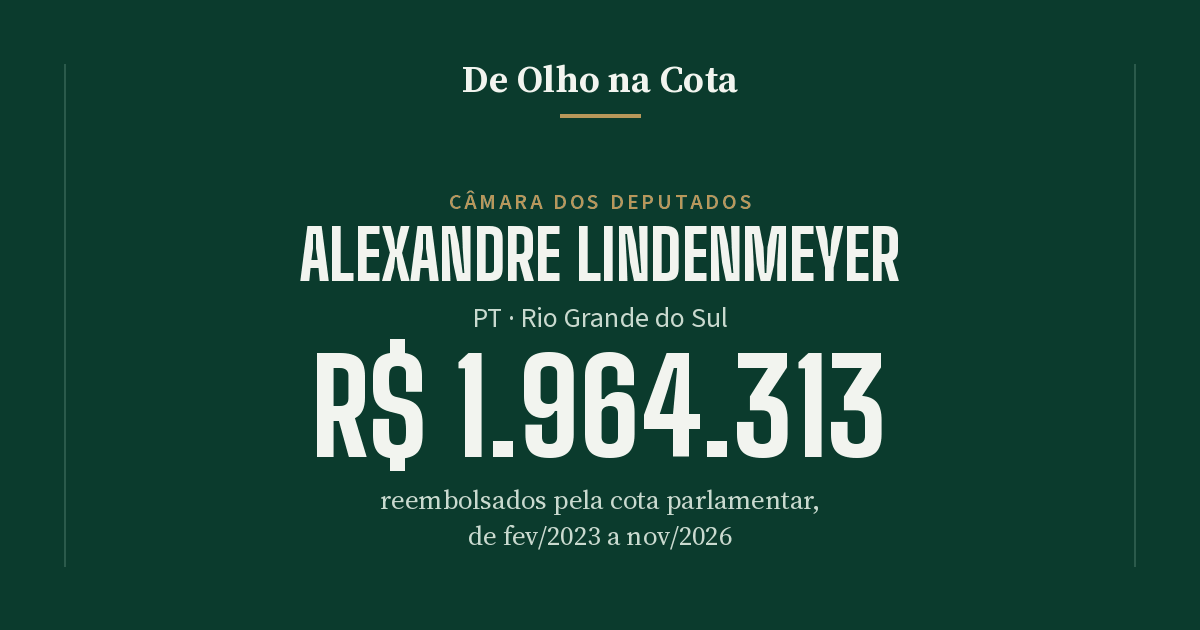 De Olho na Cota
CÂMARA DOS DEPUTADOS
ALEXANDRE LINDENMEYER
PT · Rio Grande do Sul
R$ 1.964.313
reembolsados pela cota parlamentar,
de fev/2023 a nov/2026